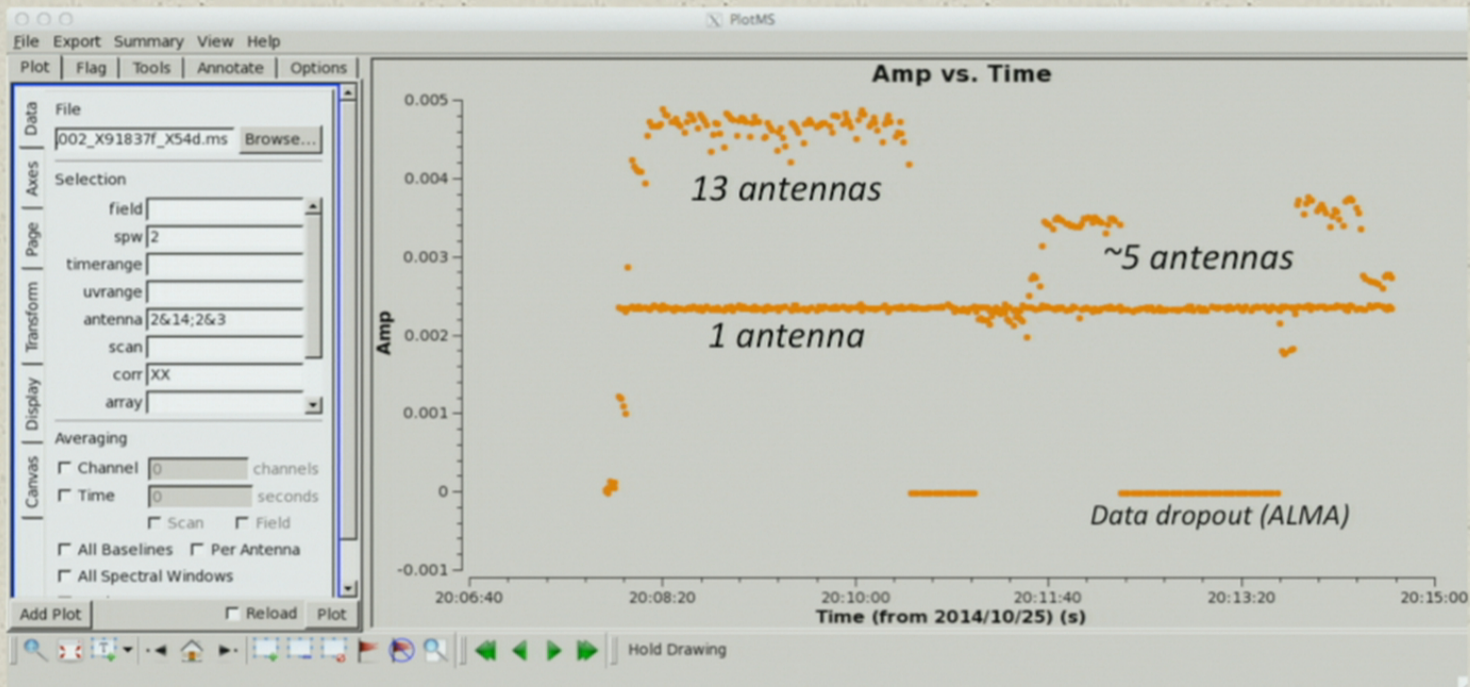 PlotMS
File Export Summary View Help
Plot Flag Tools Annotate Options
Data
Axes
Page
Transform
Display
Canvas
File
002_X91837f_X54d.ms Browse...
Selection
field
spw 2
timerange
uvrange
antenna 2&14;2&3
scan
corr XX
array
Averaging
Channel 0 channels
Time 0 seconds
Scan Field
All Baselines Per Antenna
All Spectral Windows
Add Plot Reload Plot
Hold Drawing
Amp vs. Time
Amp
0.005
0.004
0.003
0.002
0.001
0
-0.001
13 antennas
~5 antennas
1 antenna
Data dropout (ALMA)
20:06:40 20:08:20 20:10:00 20:11:40 20:13:20 20:15:00
Time (from 2014/10/25) (s)